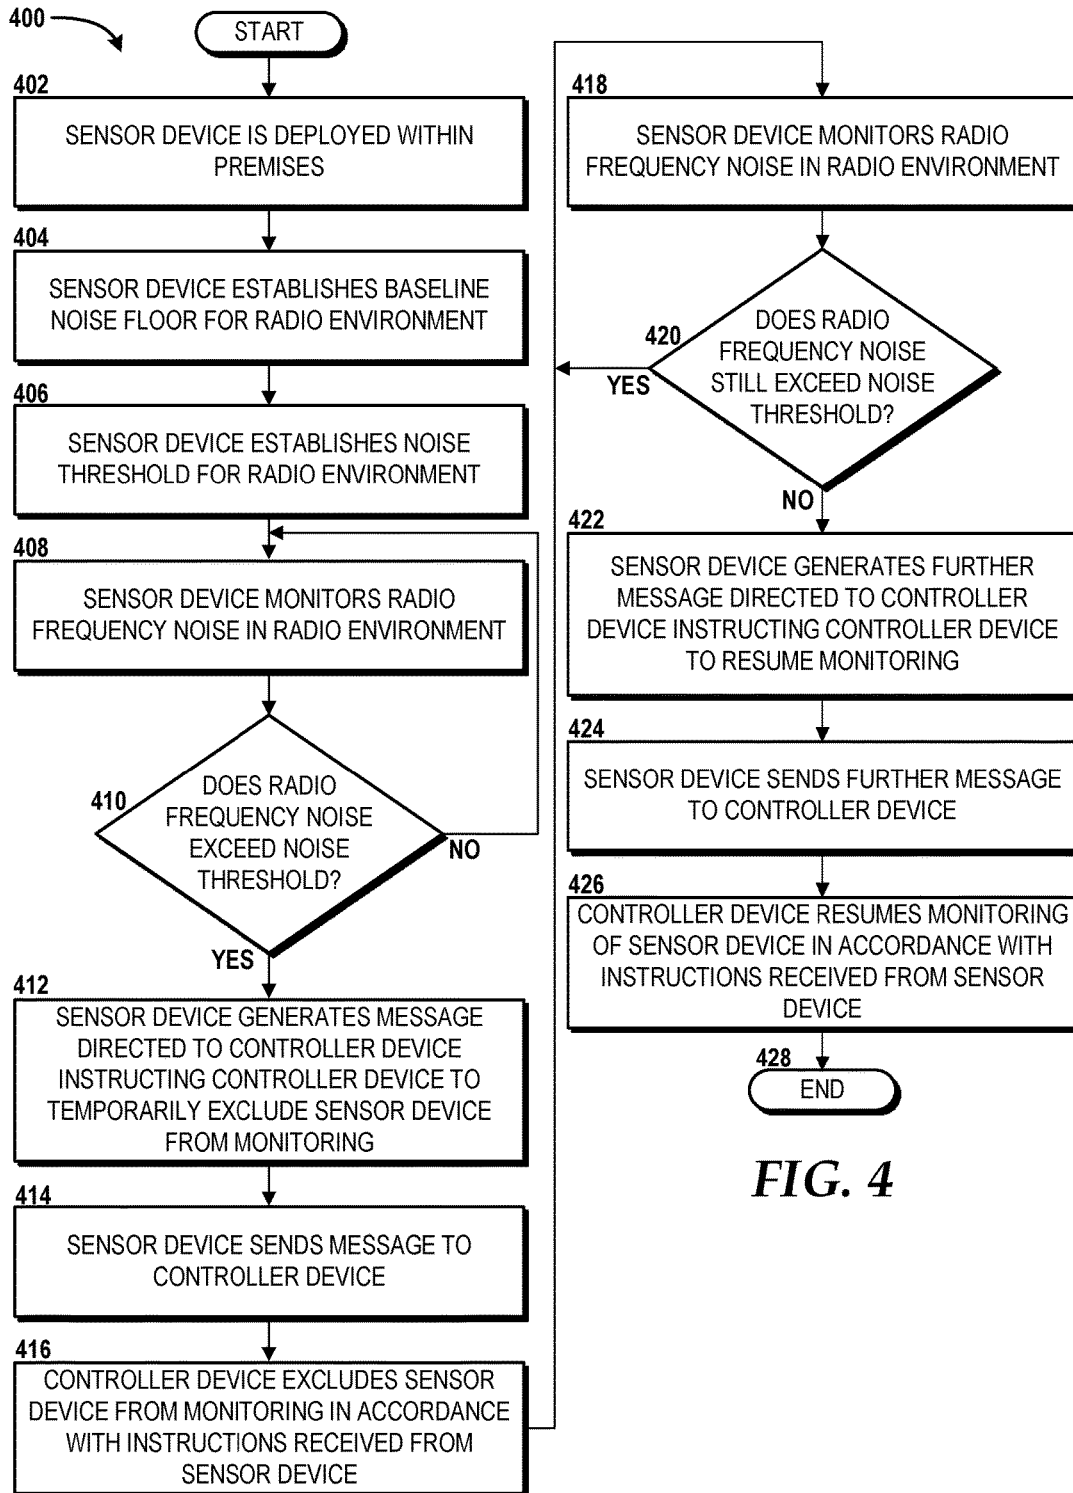 400
START
402
SENSOR DEVICE IS DEPLOYED WITHIN
PREMISES
404
SENSOR DEVICE ESTABLISHES BASELINE
NOISE FLOOR FOR RADIO ENVIRONMENT
406
SENSOR DEVICE ESTABLISHES NOISE
THRESHOLD FOR RADIO ENVIRONMENT
408
SENSOR DEVICE MONITORS RADIO
FREQUENCY NOISE IN RADIO ENVIRONMENT
410
DOES RADIO
FREQUENCY NOISE
EXCEED NOISE
THRESHOLD?
NO
YES
412
SENSOR DEVICE GENERATES MESSAGE
DIRECTED TO CONTROLLER DEVICE
INSTRUCTING CONTROLLER DEVICE TO
TEMPORARILY EXCLUDE SENSOR DEVICE
FROM MONITORING
414
SENSOR DEVICE SENDS MESSAGE TO
CONTROLLER DEVICE
416
CONTROLLER DEVICE EXCLUDES SENSOR
DEVICE FROM MONITORING IN ACCORDANCE
WITH INSTRUCTIONS RECEIVED FROM
SENSOR DEVICE
418
SENSOR DEVICE MONITORS RADIO
FREQUENCY NOISE IN RADIO ENVIRONMENT
420
DOES RADIO
FREQUENCY NOISE
STILL EXCEED NOISE
THRESHOLD?
YES
NO
422
SENSOR DEVICE GENERATES FURTHER
MESSAGE DIRECTED TO CONTROLLER
DEVICE INSTRUCTING CONTROLLER DEVICE
TO RESUME MONITORING
424
SENSOR DEVICE SENDS FURTHER MESSAGE
TO CONTROLLER DEVICE
426
CONTROLLER DEVICE RESUMES MONITORING
OF SENSOR DEVICE IN ACCORDANCE WITH
INSTRUCTIONS RECEIVED FROM SENSOR
DEVICE
428
END
FIG. 4